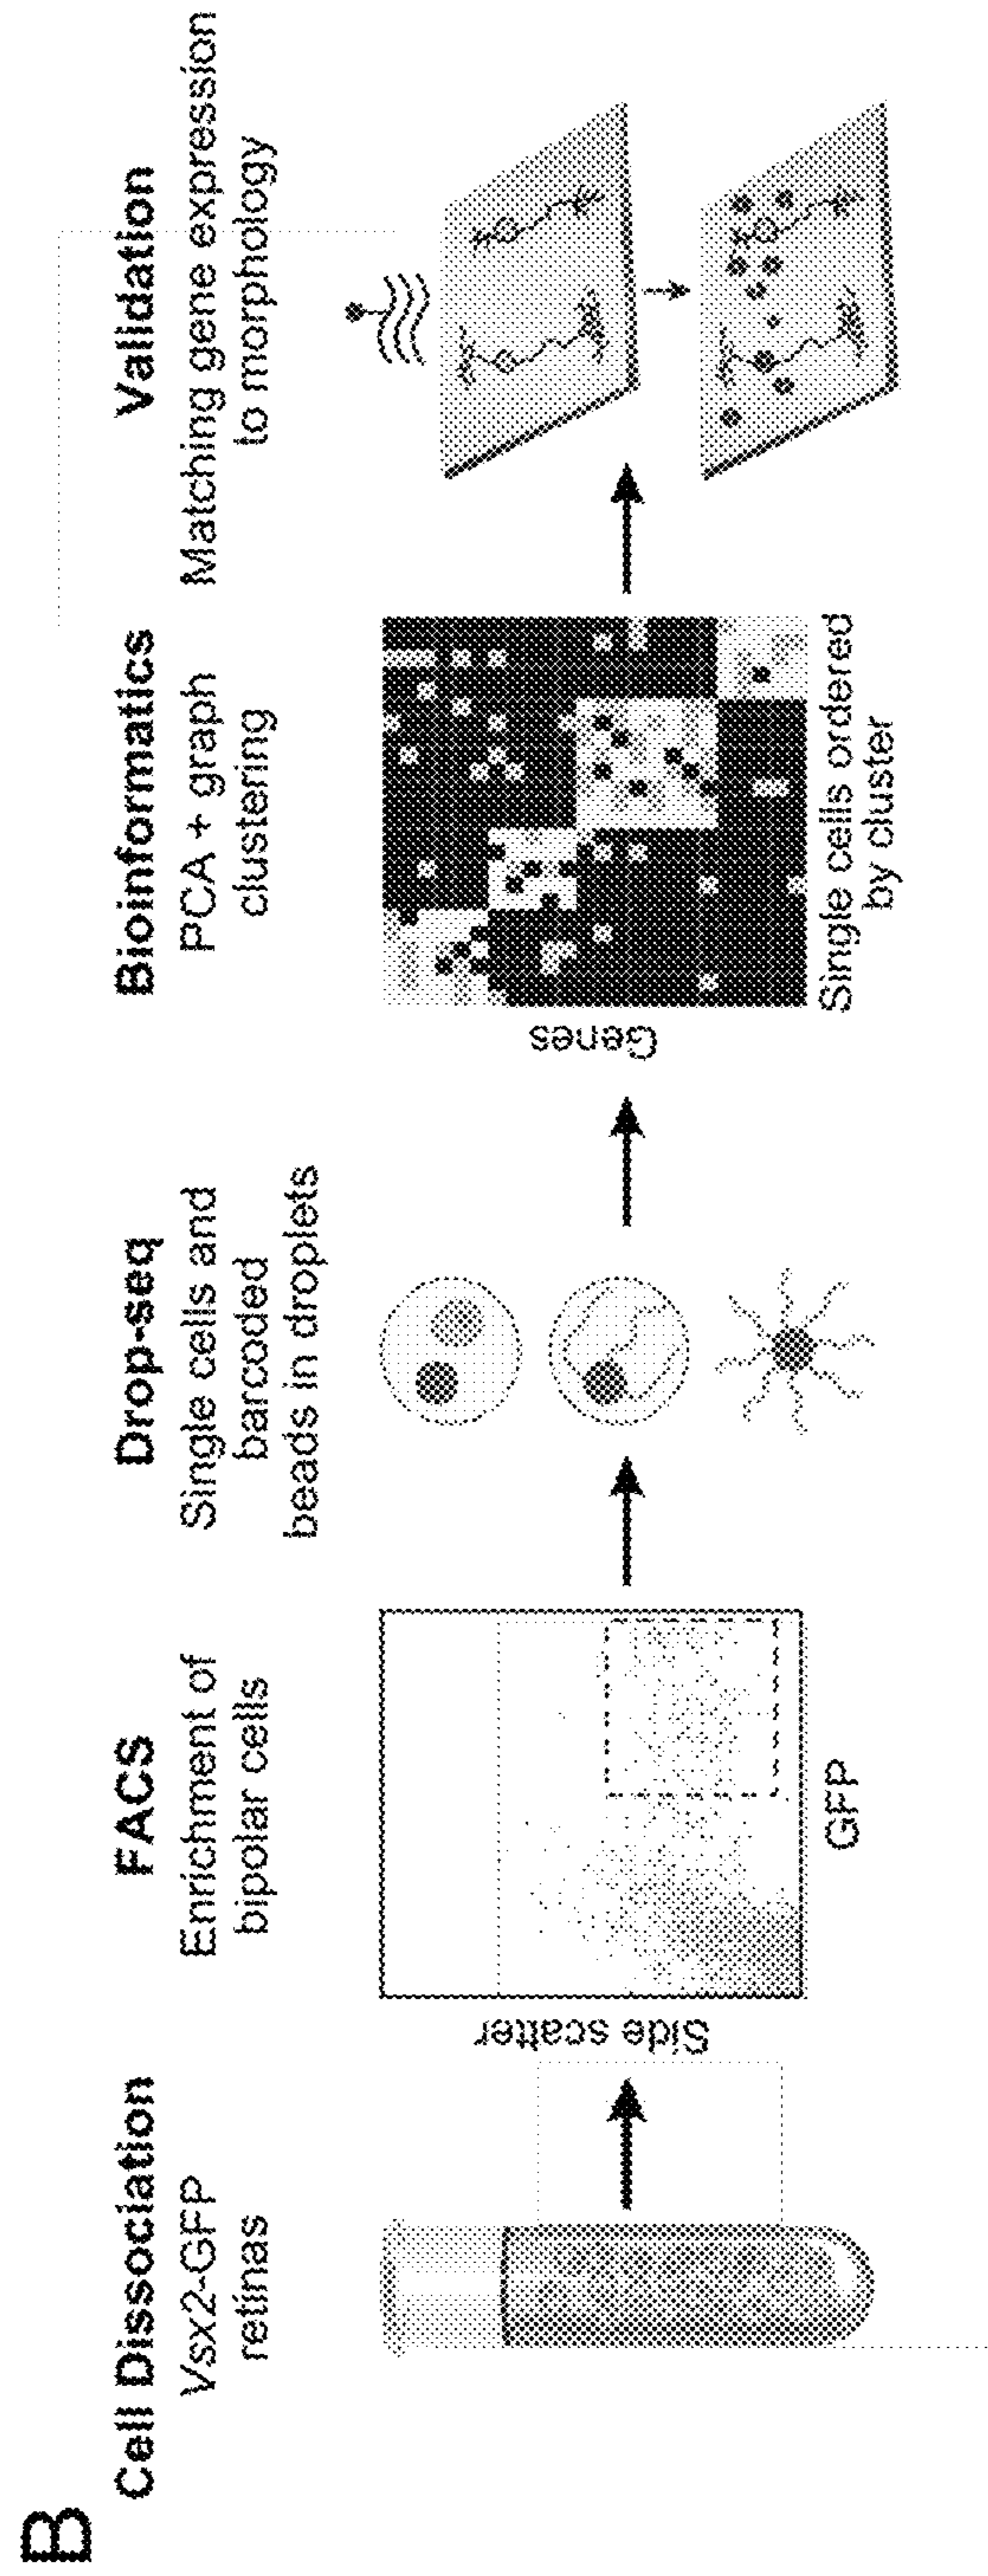 B
Cell Dissociation
Vsx2-GFP
retinas
FACS
Enrichment of
bipolar cells
Side scatter
GFP
Drop-seq
Single cells and
barcoded
beads in droplets
Bioinformatics
PCA + graph
clustering
Genes
Single cells ordered
by cluster
Validation
Matching gene expression
to morphology